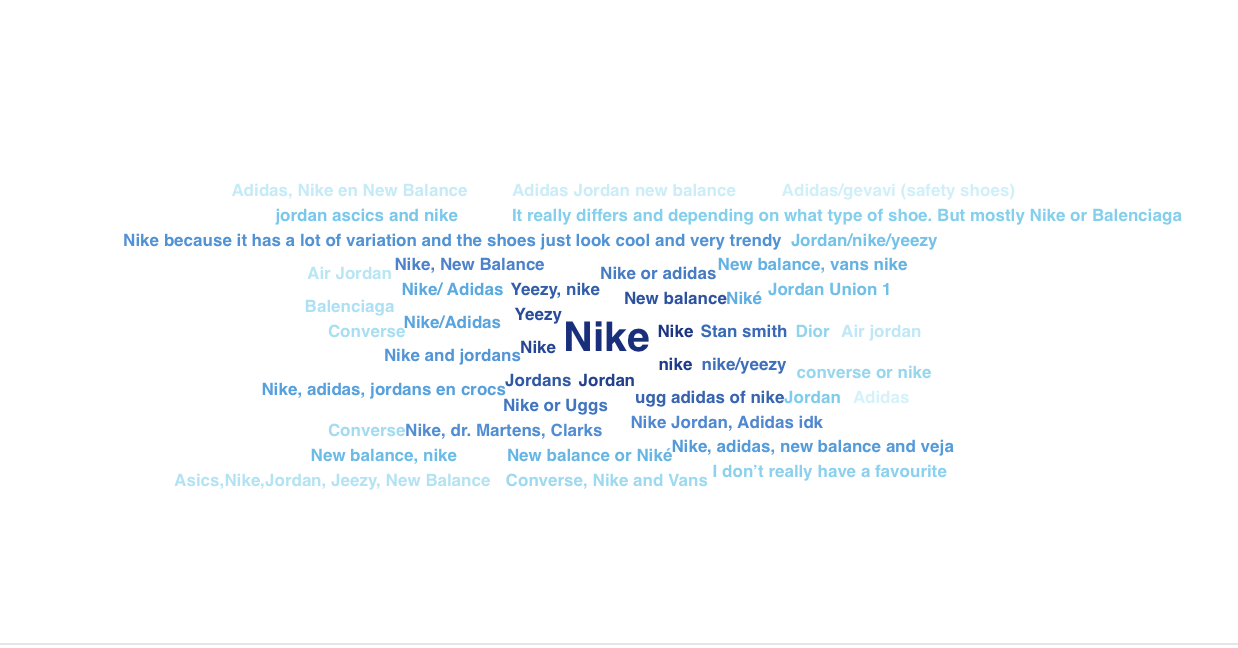 Adidas, Nike en New Balance
Adidas Jordan new balance
Adidas/gevavi (safety shoes)
jordan ascics and nike
It really differs and depending on what type of shoe. But mostly Nike or Balenciaga
Nike because it has a lot of variation and the shoes just look cool and very trendy
Jordan/nike/yeezy
Air Jordan
Nike, New Balance
Nike or adidas
New balance, vans nike
Nike/ Adidas
Yeezy, nike
New balance
Niké
Jordan Union 1
Balenciaga
Nike/Adidas
Yeezy
Converse
Nike
Nike
Stan smith
Dior
Air jordan
Nike and jordans
Nike
nike
nike/yeezy
converse or nike
Nike, adidas, jordans en crocs
Jordans
Jordan
ugg adidas of nike
Jordan
Adidas
Nike or Uggs
Nike Jordan, Adidas idk
Converse
Nike, dr. Martens, Clarks
Nike, adidas, new balance and veja
New balance, nike
New balance or Niké
I don’t really have a favourite
Asics,Nike,Jordan, Jeezy, New Balance
Converse, Nike and Vans